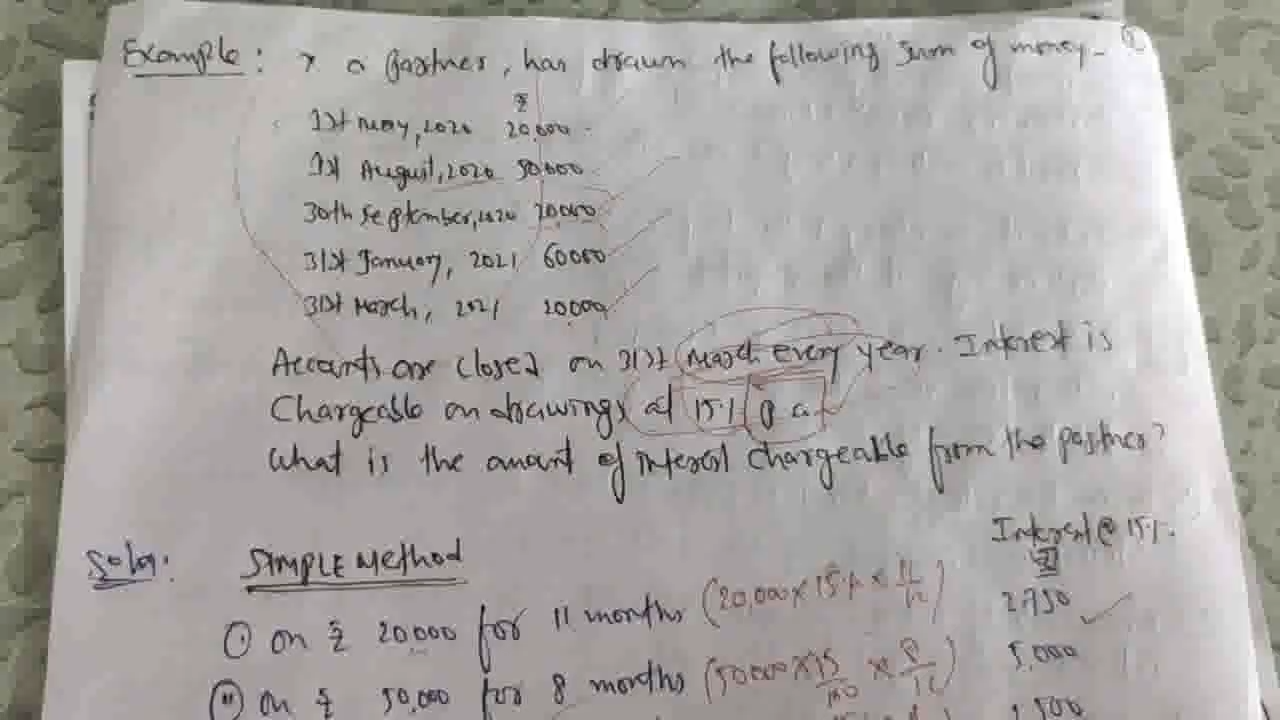 Example: X a partner, has drawn the following sum of money-
₹
1st may, 2020 20,000
1st August, 2020 50,000
30th September, 2020 20,000
31st January, 2021 60000
31st March, 2021 20,000
Accounts are closed on 31st march every year. Interest is
Chargeable on drawings at 15% p.a.
What is the amount of interest chargeable from the partner?
Interest @ 15%
Soln: SIMPLE METHOD ₹
(i) on ₹ 20,000 for 11 months (20,000 x 15% x 11/12) 2,750
(ii) on ₹ 50,000 for 8 months (50000 x 15/100 x 8/12) 5,000